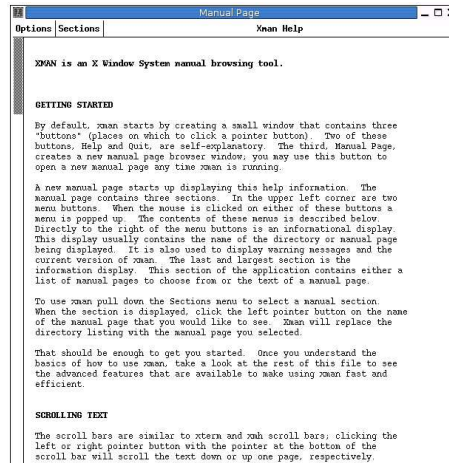 Manual Page
Options Sections Xman Help
XMAN is an X Window System manual browsing tool.
GETTING STARTED
By default, xman starts by creating a small window that contains three
"buttons" (places on which to click a pointer button). Two of these
buttons, Help and Quit, are self-explanatory. The third, Manual Page,
creates a new manual page browser window; you may use this button to
open a new manual page any time xman is running.
A new manual page starts up displaying this help information. The
manual page contains three sections. In the upper left corner are two
menu buttons. When the mouse is clicked on either of these buttons a
menu is popped up. The contents of these menus is described below.
Directly to the right of the menu buttons is an informational display.
This display usually contains the name of the directory or manual page
being displayed. It is also used to display warning messages and the
current version of xman. The last and largest section is the
information display. This section of the application contains either a
list of manual pages to choose from or the text of a manual page.
To use xman pull down the Sections menu to select a manual section.
When the section is displayed, click the left pointer button on the name
of the manual page that you would like to see. Xman will replace the
directory listing with the manual page you selected.
That should be enough to get you started. Once you understand the
basics of how to use xman, take a look at the rest of this file to see
the advanced features that are available to make using xman fast and
efficient.
SCROLLING TEXT
The scroll bars are similar to xterm and xmh scroll bars; clicking the
left or right pointer button with the pointer at the bottom of the
scroll bar will scroll the text down or up one page, respectively.